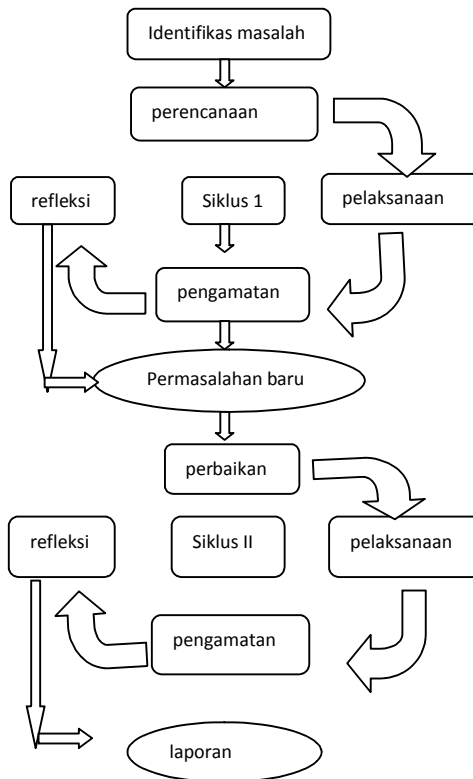 Identifikas masalah
perencanaan
refleksi
Siklus 1
pelaksanaan
pengamatan
Permasalahan baru
perbaikan
refleksi
Siklus II
pelaksanaan
pengamatan
laporan